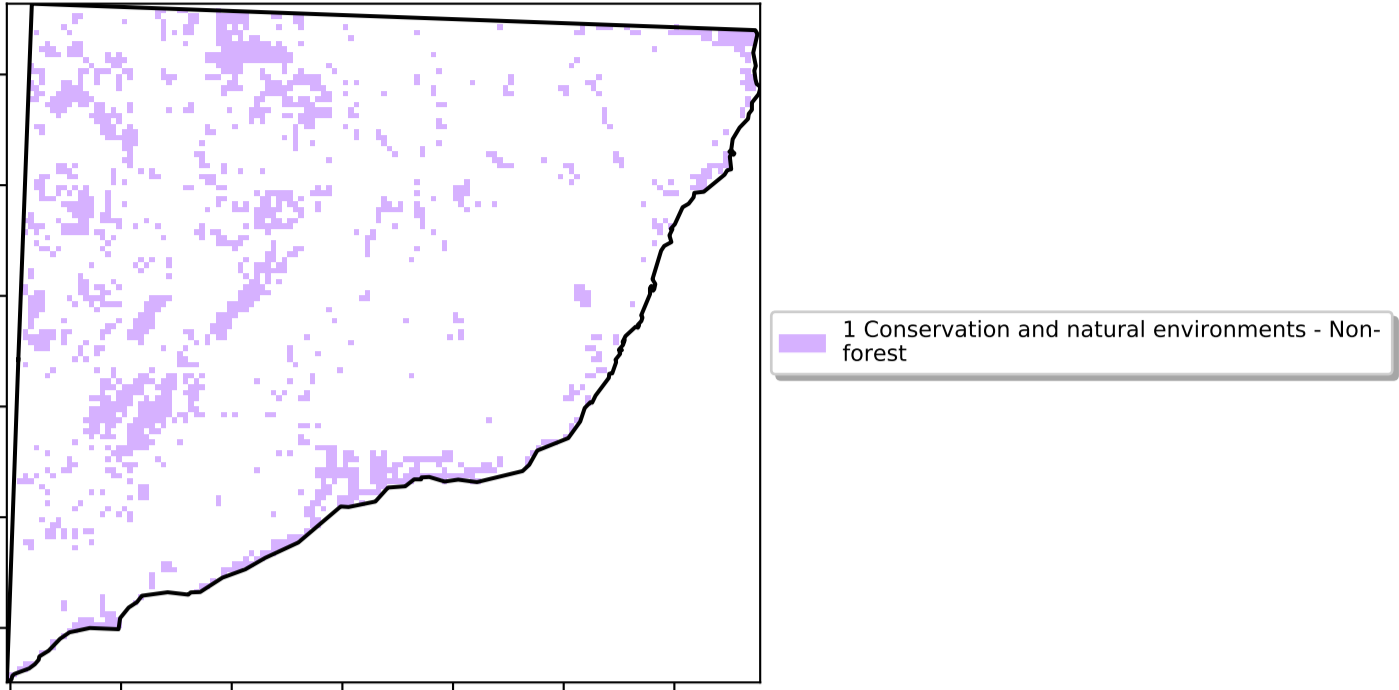 1 Conservation and natural environments - Non-
forest